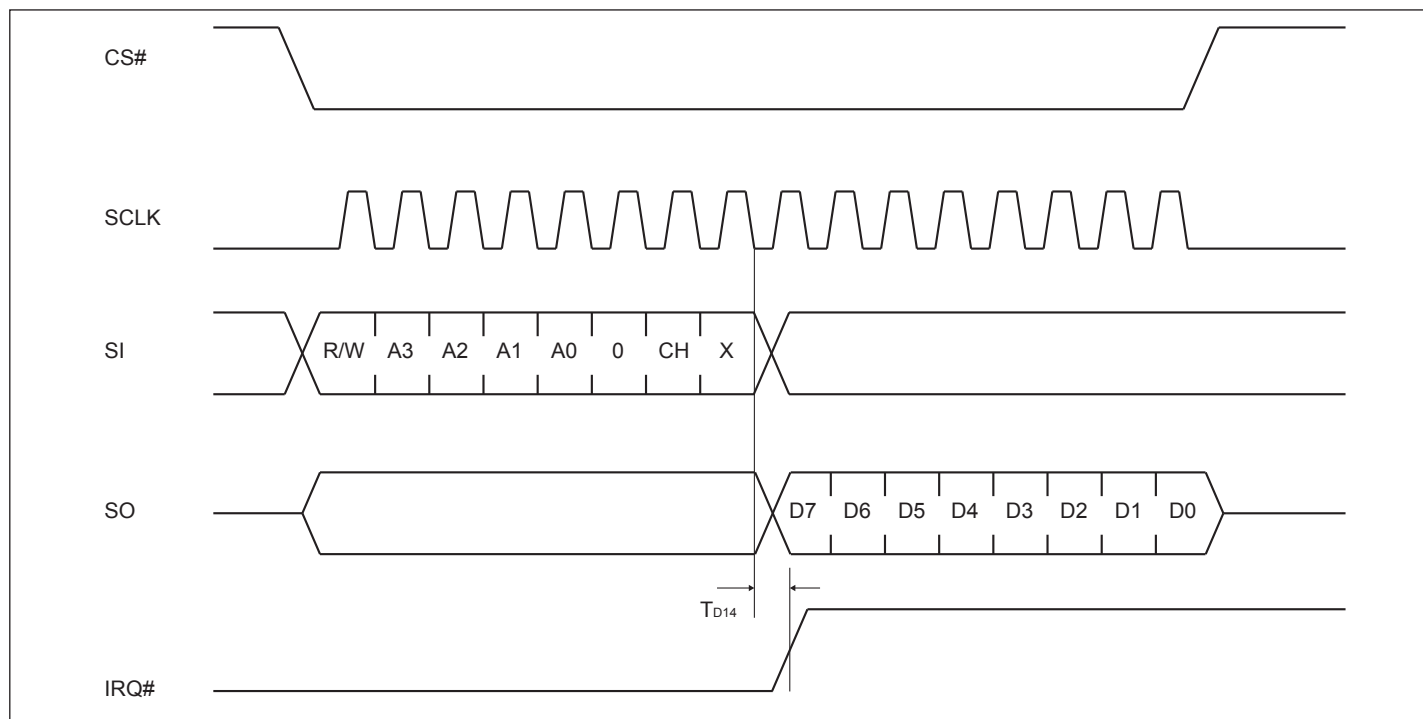 CS#
SCLK
SI R/W A3 A2 A1 A0 0 CH X
SO D7 D6 D5 D4 D3 D2 D1 D0
TD14
IRQ#